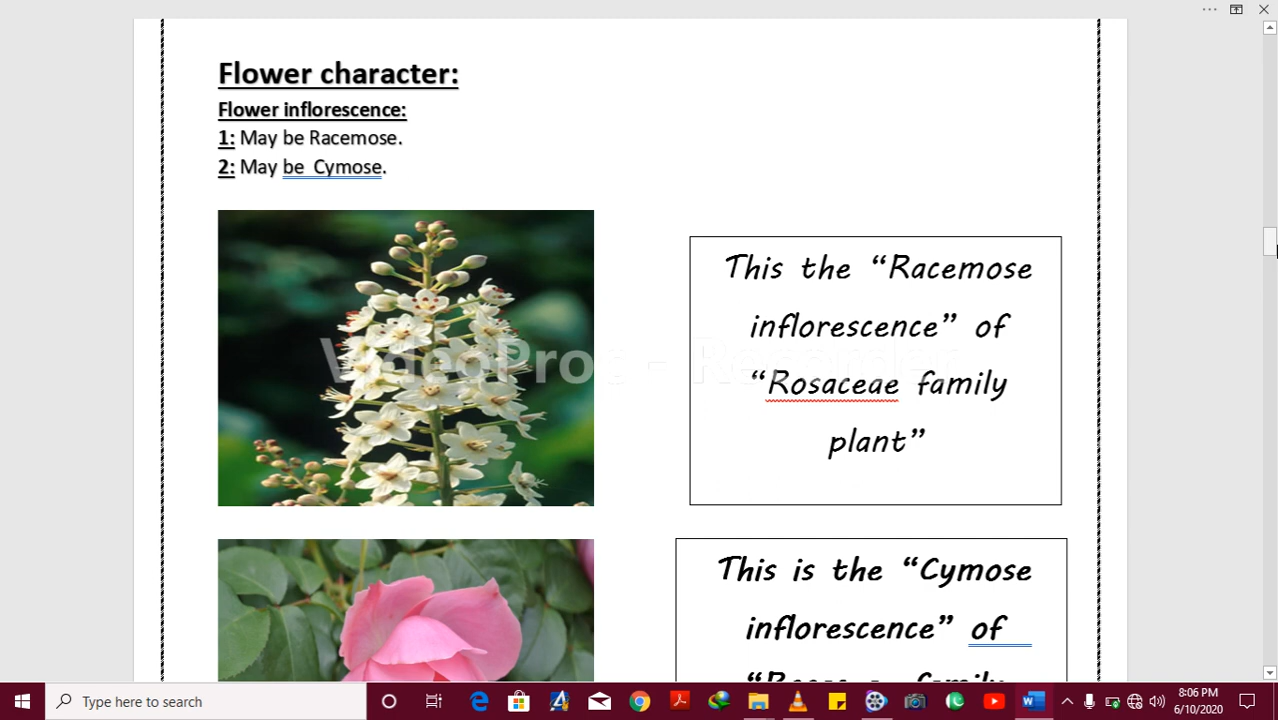 Flower character:
Flower inflorescence:
1: May be Racemose.
2: May be  Cymose.
This the “Racemose
inflorescence” of
“Rosaceae family
plant”
This is the “Cymose
inflorescence” of
Type here to search
8:06 PM
6/10/2020